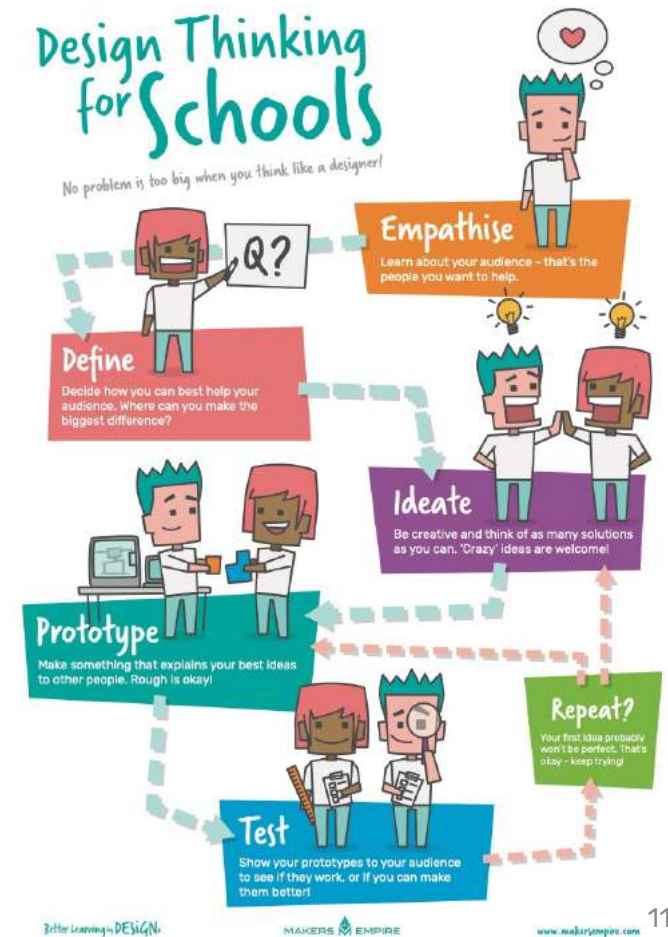 Design Thinking
for Schools
No problem is too big when you think like a designer!
Empathise
Learn about your audience – that's the
people you want to help.
Q?
Define
Decide how you can best help your
audience. Where can you make the
biggest difference?
Ideate
Be creative and think of as many solutions
as you can. 'Crazy' ideas are welcome!
Prototype
Make something that explains your best ideas
to other people. Rough is okay!
Repeat?
Your first idea probably
won't be perfect. That's
okay – keep trying!
Test
Show your prototypes to your audience
to see if they work, or if you can make
them better!
Better Learning by DESiGN.
MAKERS EMPIRE
www.makersempire.com
11